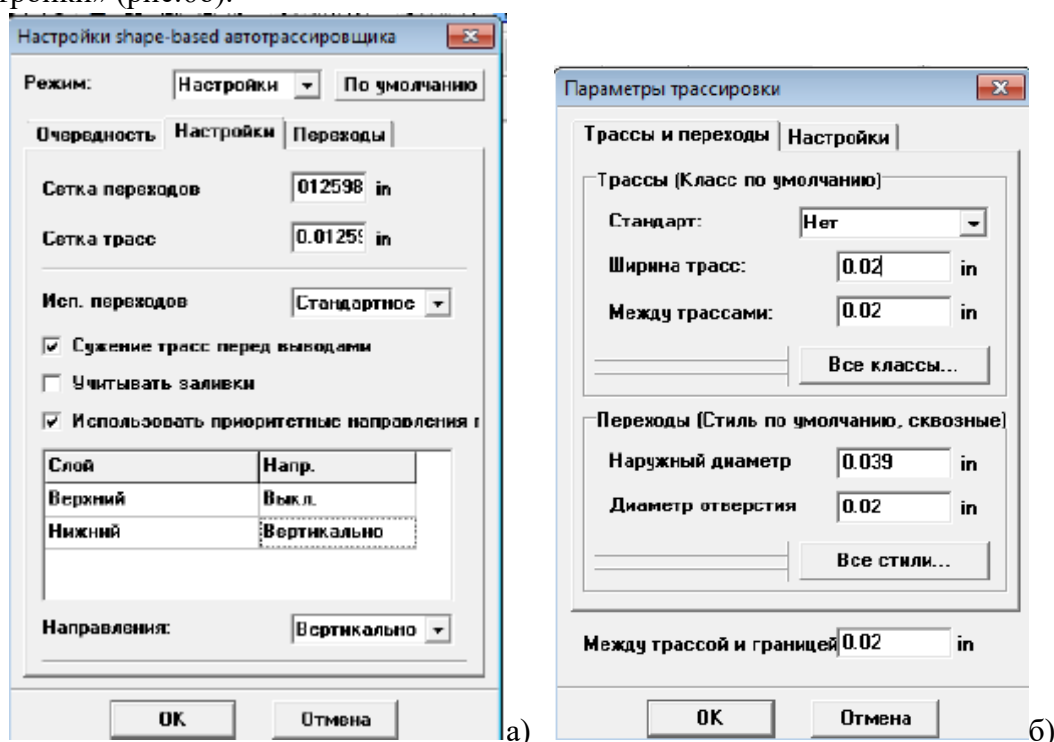 тройки» (рис.6б).
Настройки shape-based автотрассировщика
Режим: Настройки По умолчанию
Очередность Настройки Переходы
Сетка переходов 012598 in
Сетка трасс 0.01259 in
Исп. переходов Стандартное
Сужение трасс перед выводами
Учитывать заливки
Использовать приоритетные направления
Слой Напр.
Верхний Выкл.
Нижний Вертикально
Направления: Вертикально
OK Отмена
а)
Параметры трассировки
Трассы и переходы Настройки
Трассы (Класс по умолчанию)
Стандарт: Нет
Ширина трасс: 0.02 in
Между трассами: 0.02 in
Все классы...
Переходы (Стиль по умолчанию, сквозные)
Наружный диаметр 0.039 in
Диаметр отверстия 0.02 in
Все стили...
Между трассой и границей 0.02 in
OK Отмена
б)